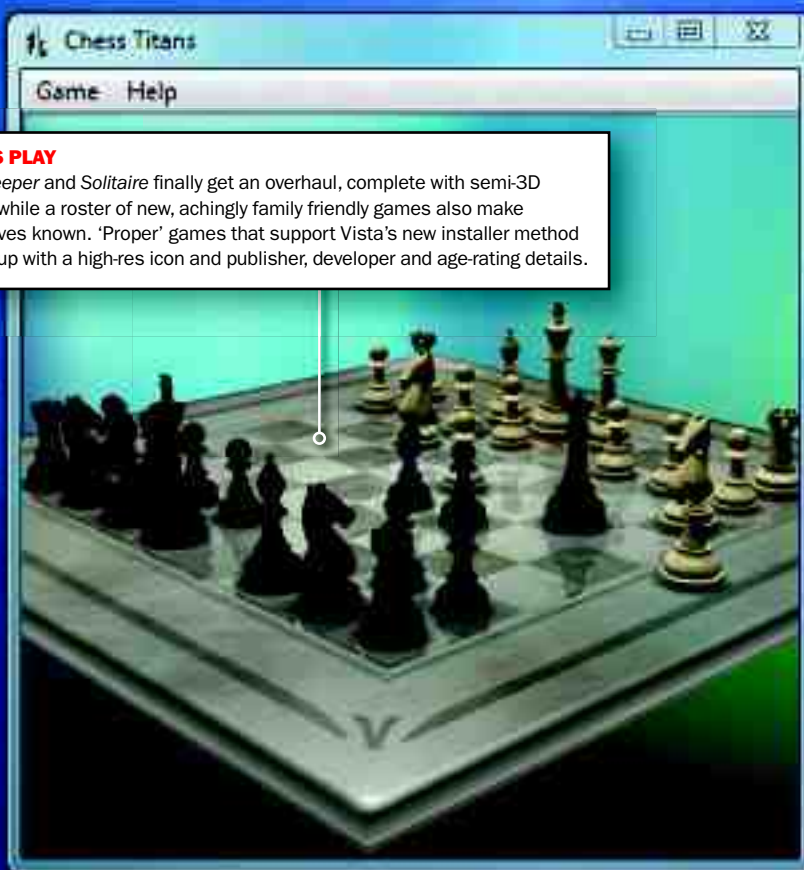 Chess Titans
Game Help
PLAY
and Solitaire finally get an overhaul, complete with semi-3D
while a roster of new, achingly family friendly games also make
known. ‘Proper’ games that support Vista’s new installer method
up with a high-res icon and publisher, developer and age-rating details.